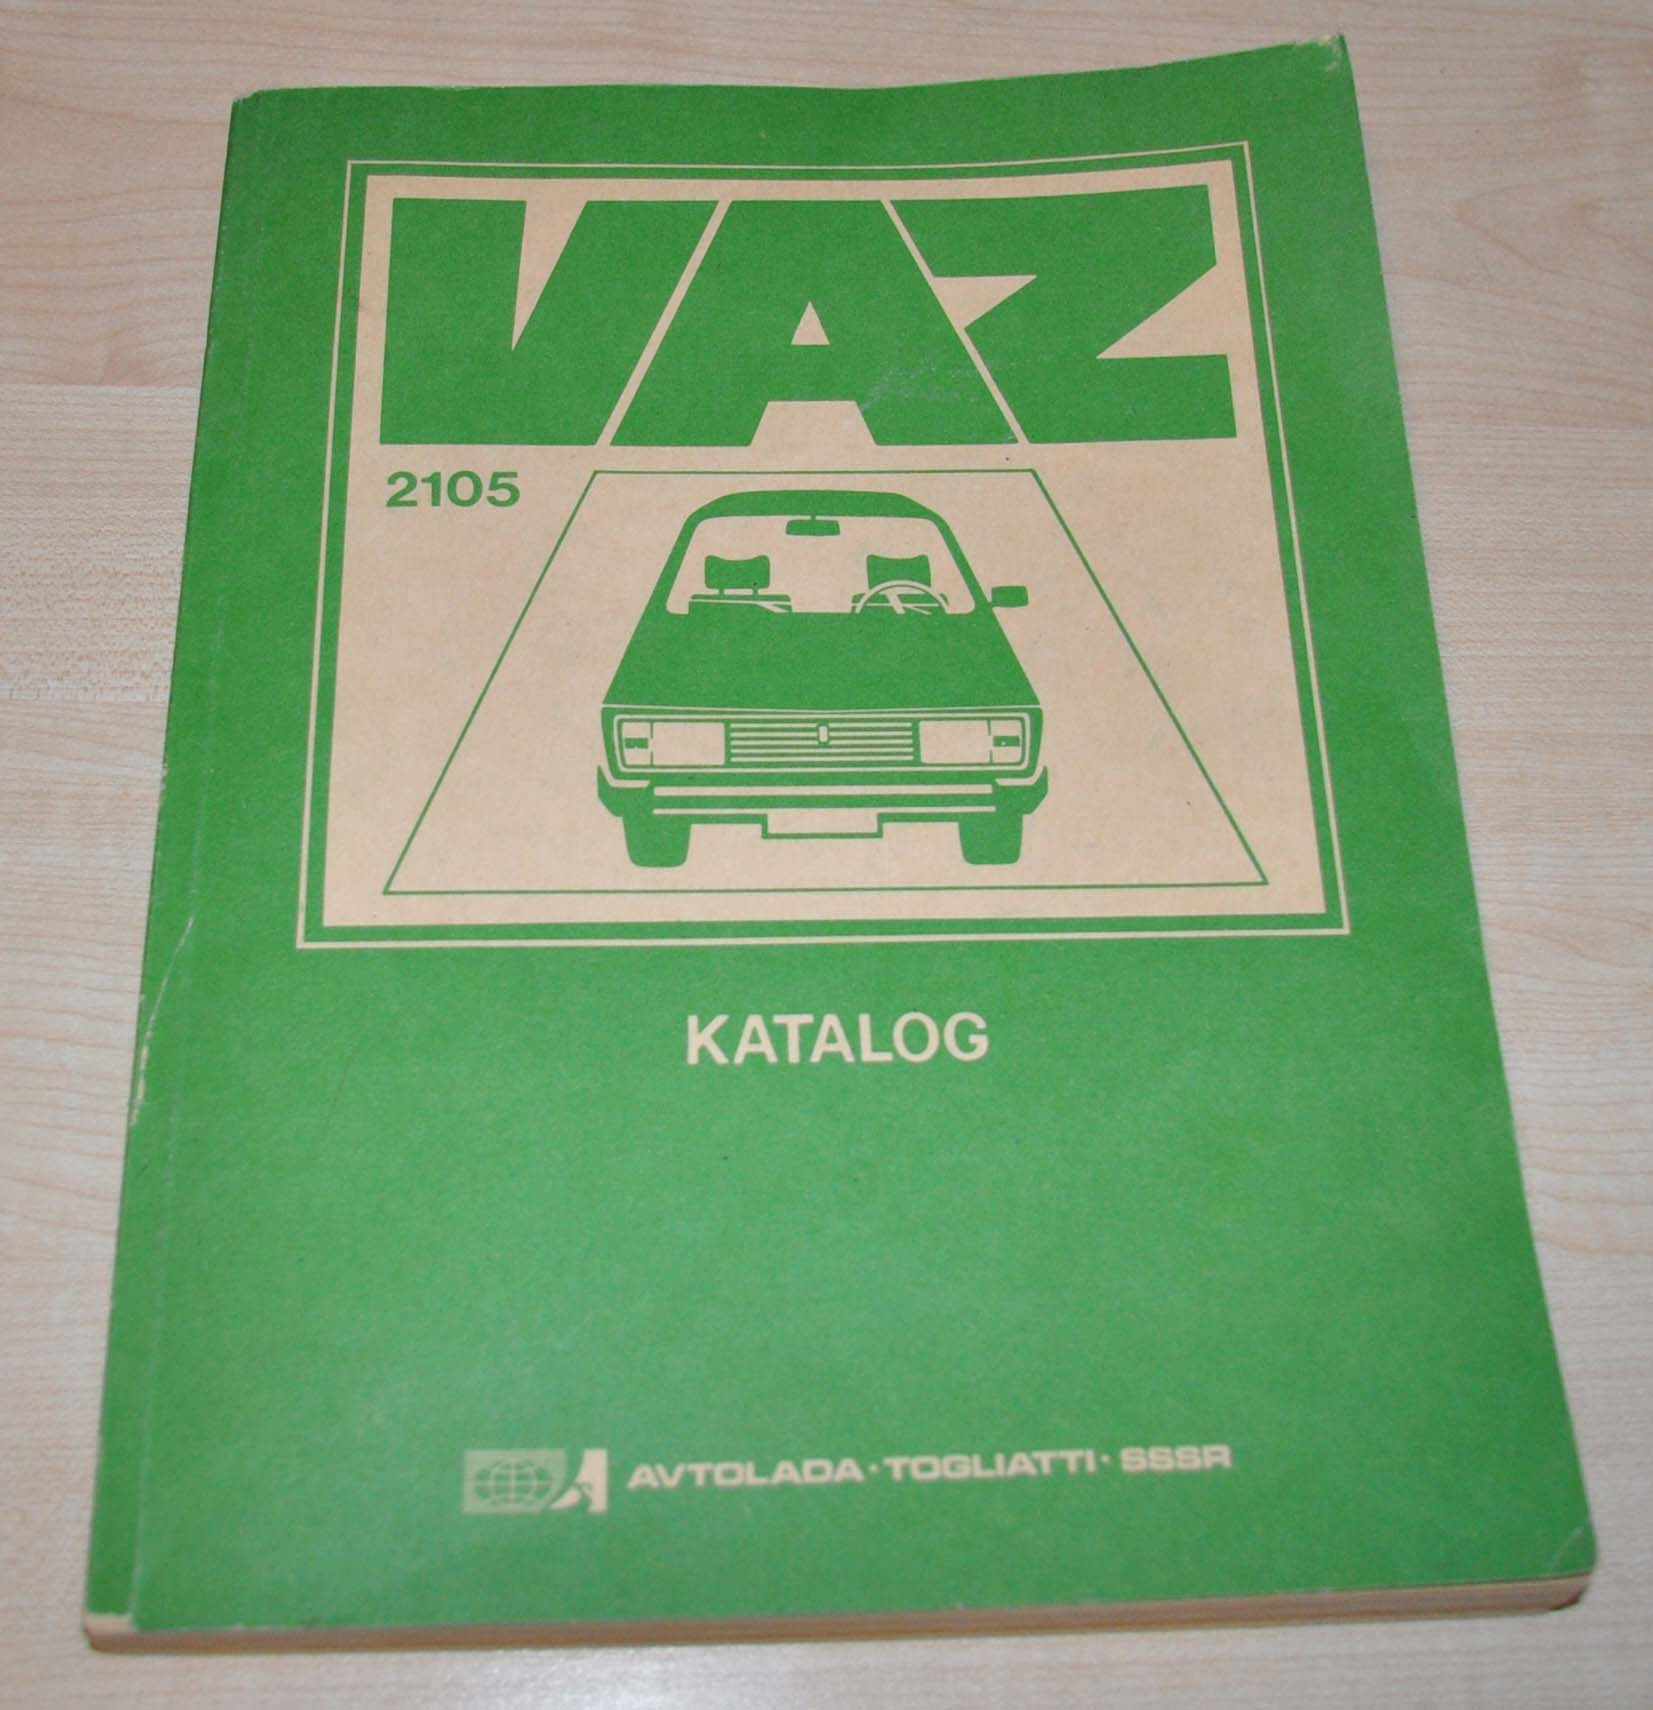 VAZ
2105
KATALOG
AVTOLADA · TOGLIATTI · SSSR